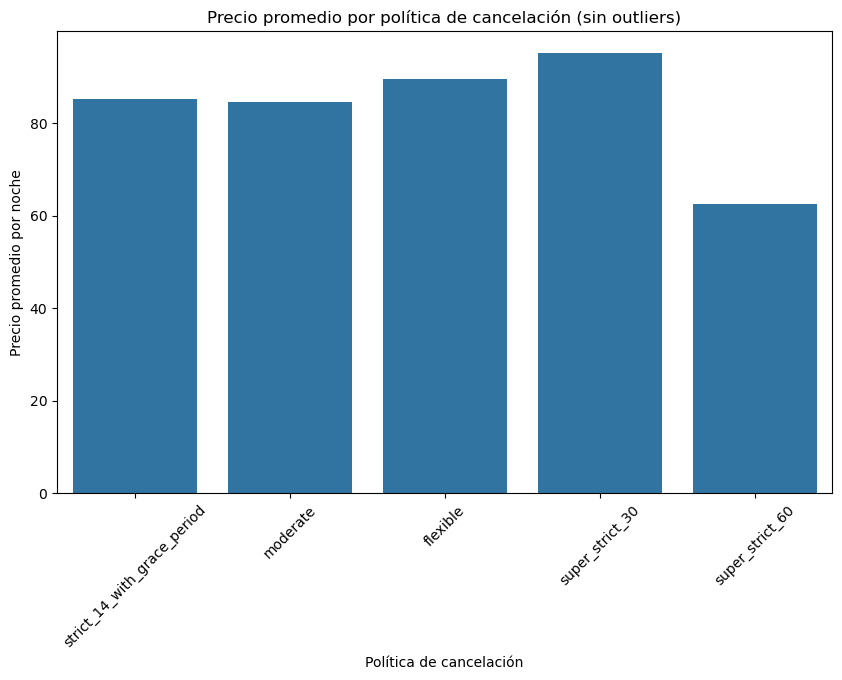 Precio promedio por política de cancelación (sin outliers)
Precio promedio por noche
80
60
40
20
0
strict_14_with_grace_period
moderate
flexible
super_strict_30
super_strict_60
Política de cancelación